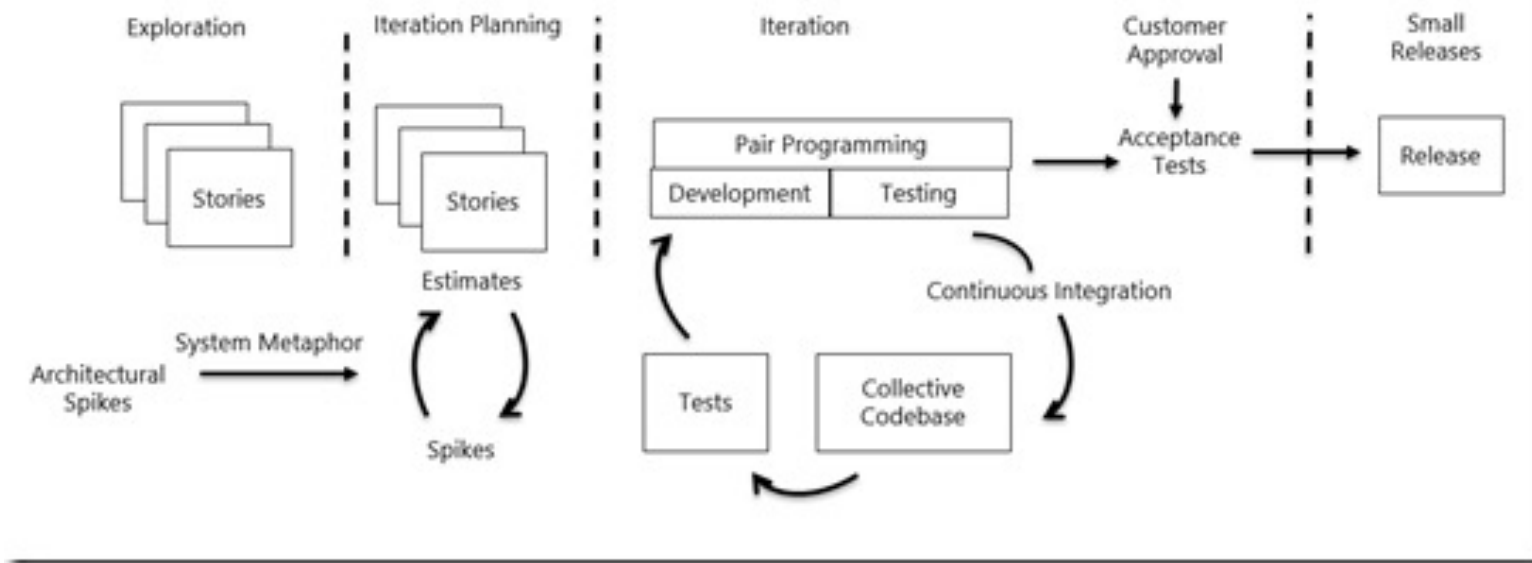 Exploration
Iteration Planning
Iteration
Customer
Approval
Small
Releases
Stories
Stories
Pair Programming
Development
Testing
Acceptance
Tests
Release
Estimates
Continuous Integration
System Metaphor
Architectural
Spikes
Spikes
Tests
Collective
Codebase